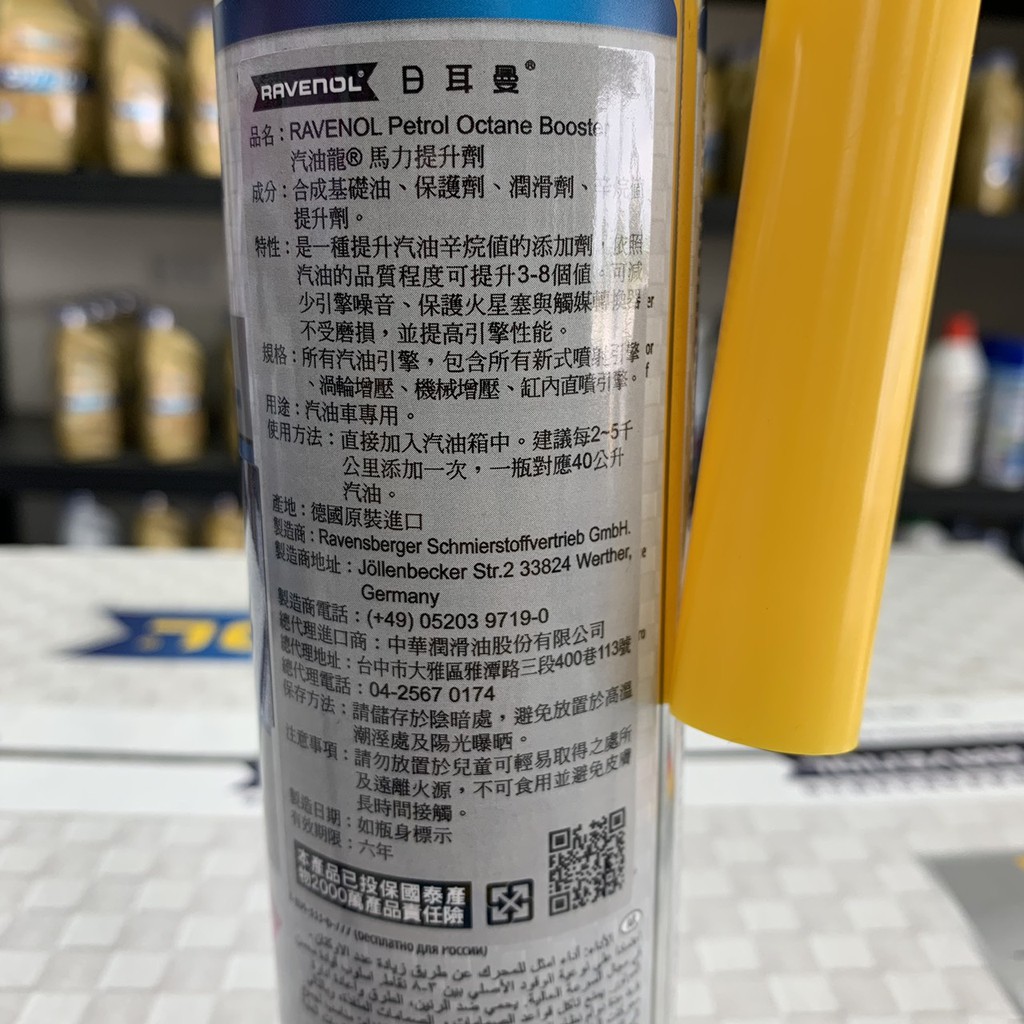 RAVENOL® 日耳曼®
品名：RAVENOL Petrol Octane Booster
汽油龍® 馬力提升劑
成分：合成基礎油、保護劑、潤滑劑、辛烷值
提升劑。
特性：是一種提升汽油辛烷值的添加劑，依照
汽油的品質程度可提升3-8個值。可減
少引擎噪音、保護火星塞與觸媒轉換器
不受磨損，並提高引擎性能。
規格：所有汽油引擎，包含所有新式噴射引擎
、渦輪增壓、機械增壓、缸內直噴引擎。
用途：汽油車專用。
使用方法：直接加入汽油箱中。建議每2~5千
公里添加一次，一瓶對應40公升
汽油。
產地：德國原裝進口
製造商：Ravensberger Schmierstoffvertrieb GmbH.
製造商地址：Jöllenbecker Str.2 33824 Werther,
Germany
製造商電話：(+49) 05203 9719-0
總代理進口商：中華潤滑油股份有限公司
總代理地址：台中市大雅區雅潭路三段400巷113號
總代理電話：04-2567 0174
保存方法：請儲存於陰暗處，避免放置於高溫
潮溼處及陽光曝晒。
注意事項：請勿放置於兒童可輕易取得之處所
及遠離火源，不可食用並避免皮膚
長時間接觸。
製造日期：如瓶身標示
有效期限：六年
本產品已投保國泰產
物2000萬產品責任險
(бесплатно для России)